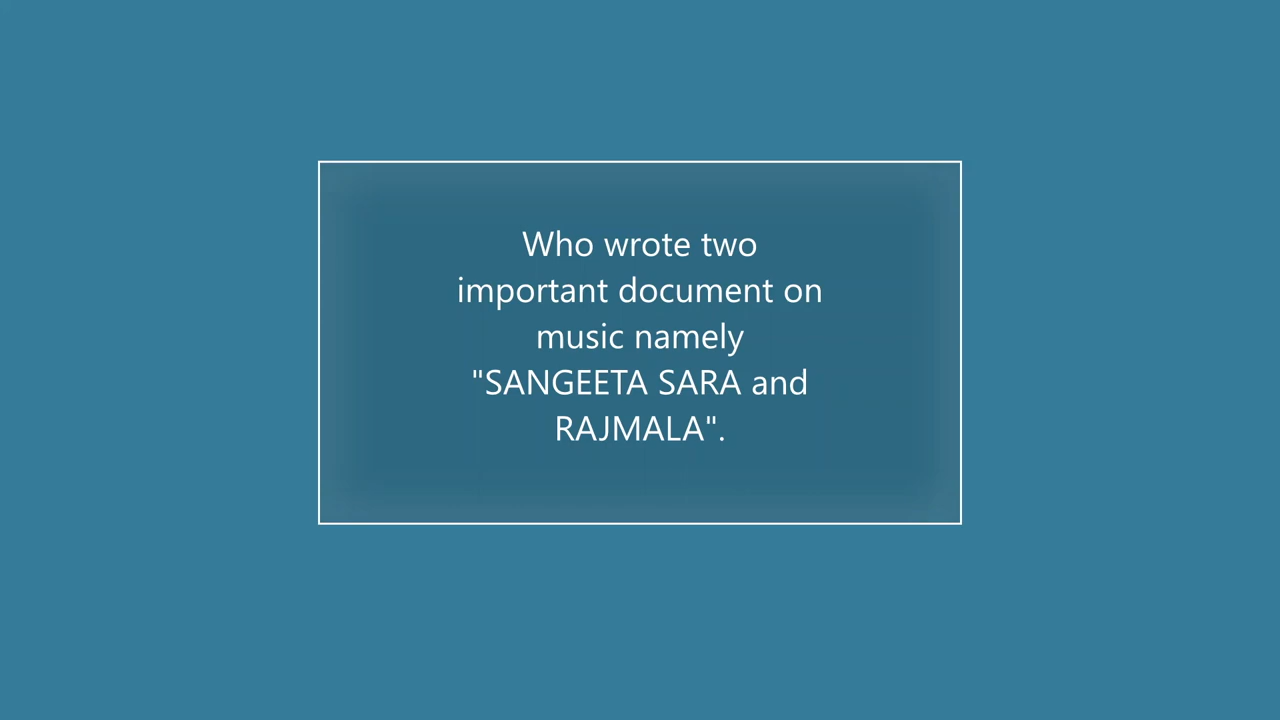 Who wrote two
important document on
music namely
"SANGEETA SARA and
RAJMALA".